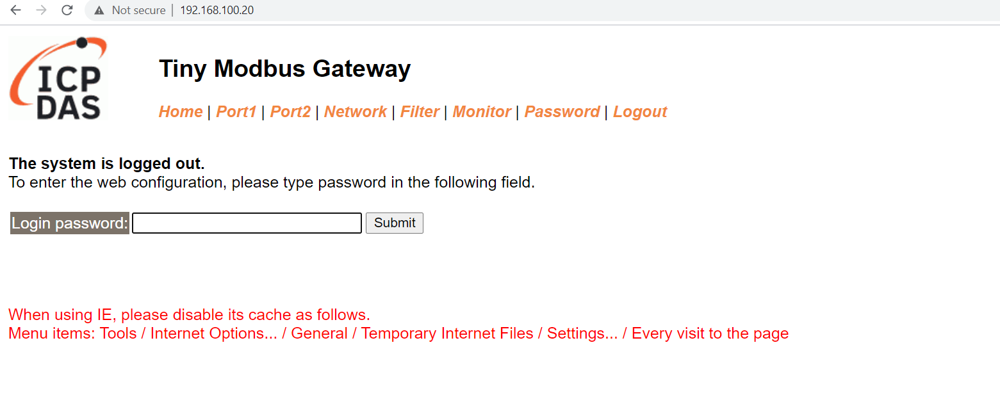 Not secure | 192.168.100.20
ICP
DAS
Tiny Modbus Gateway
Home | Port1 | Port2 | Network | Filter | Monitor | Password | Logout
The system is logged out.
To enter the web configuration, please type password in the following field.
Login password: Submit
When using IE, please disable its cache as follows.
Menu items: Tools / Internet Options... / General / Temporary Internet Files / Settings... / Every visit to the page